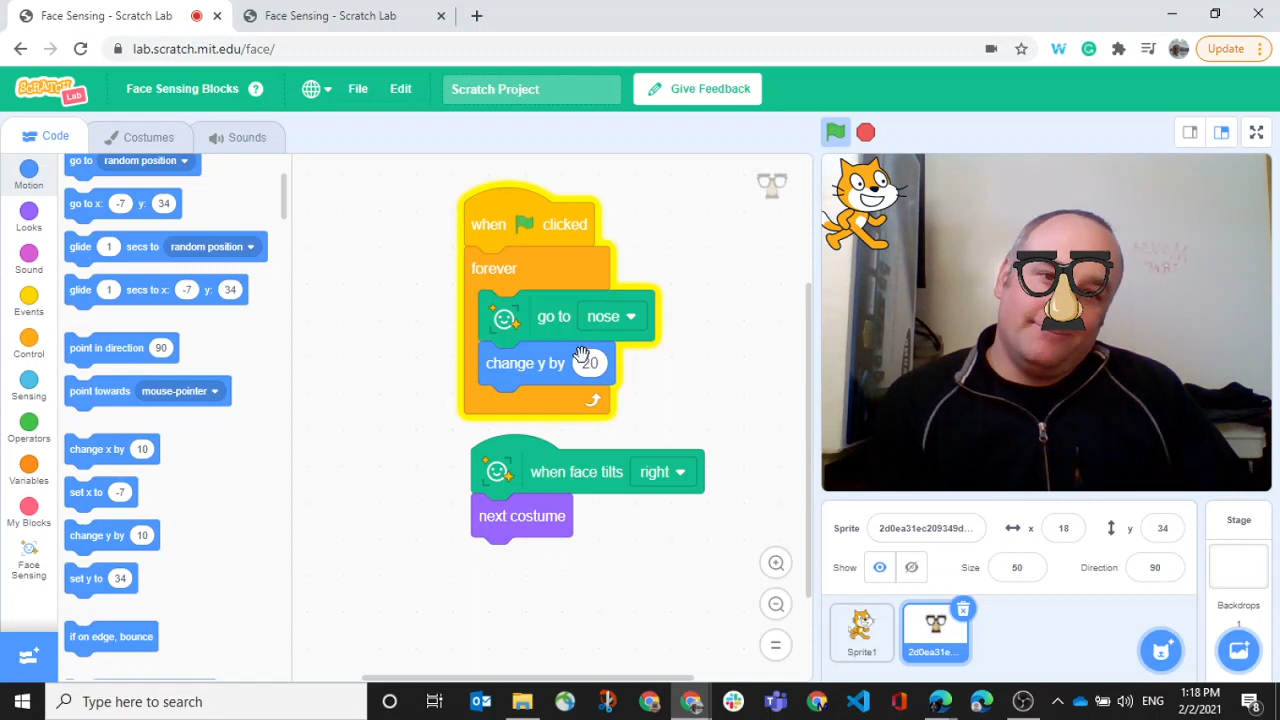 Face Sensing - Scratch Lab
Face Sensing - Scratch Lab
lab.scratch.mit.edu/face/
Update
SCRATCH Lab
Face Sensing Blocks
File
Edit
Scratch Project
Give Feedback
Code
Costumes
Sounds
Motion
Looks
Sound
Events
Control
Sensing
Operators
Variables
My Blocks
Face Sensing
go to random position
go to x: -7 y: 34
glide 1 secs to random position
glide 1 secs to x: -7 y: 34
point in direction 90
point towards mouse-pointer
change x by 10
set x to -7
change y by 10
set y to 34
if on edge, bounce
when clicked
forever
go to nose
change y by 20
when face tilts right
next costume
Sprite 2d0ea31ec209349d... x 18 y 34
Show Size 50 Direction 90
Sprite1
2d0ea31e...
Stage
Backdrops
1
Type here to search
ENG
1:18 PM
2/2/2021
8